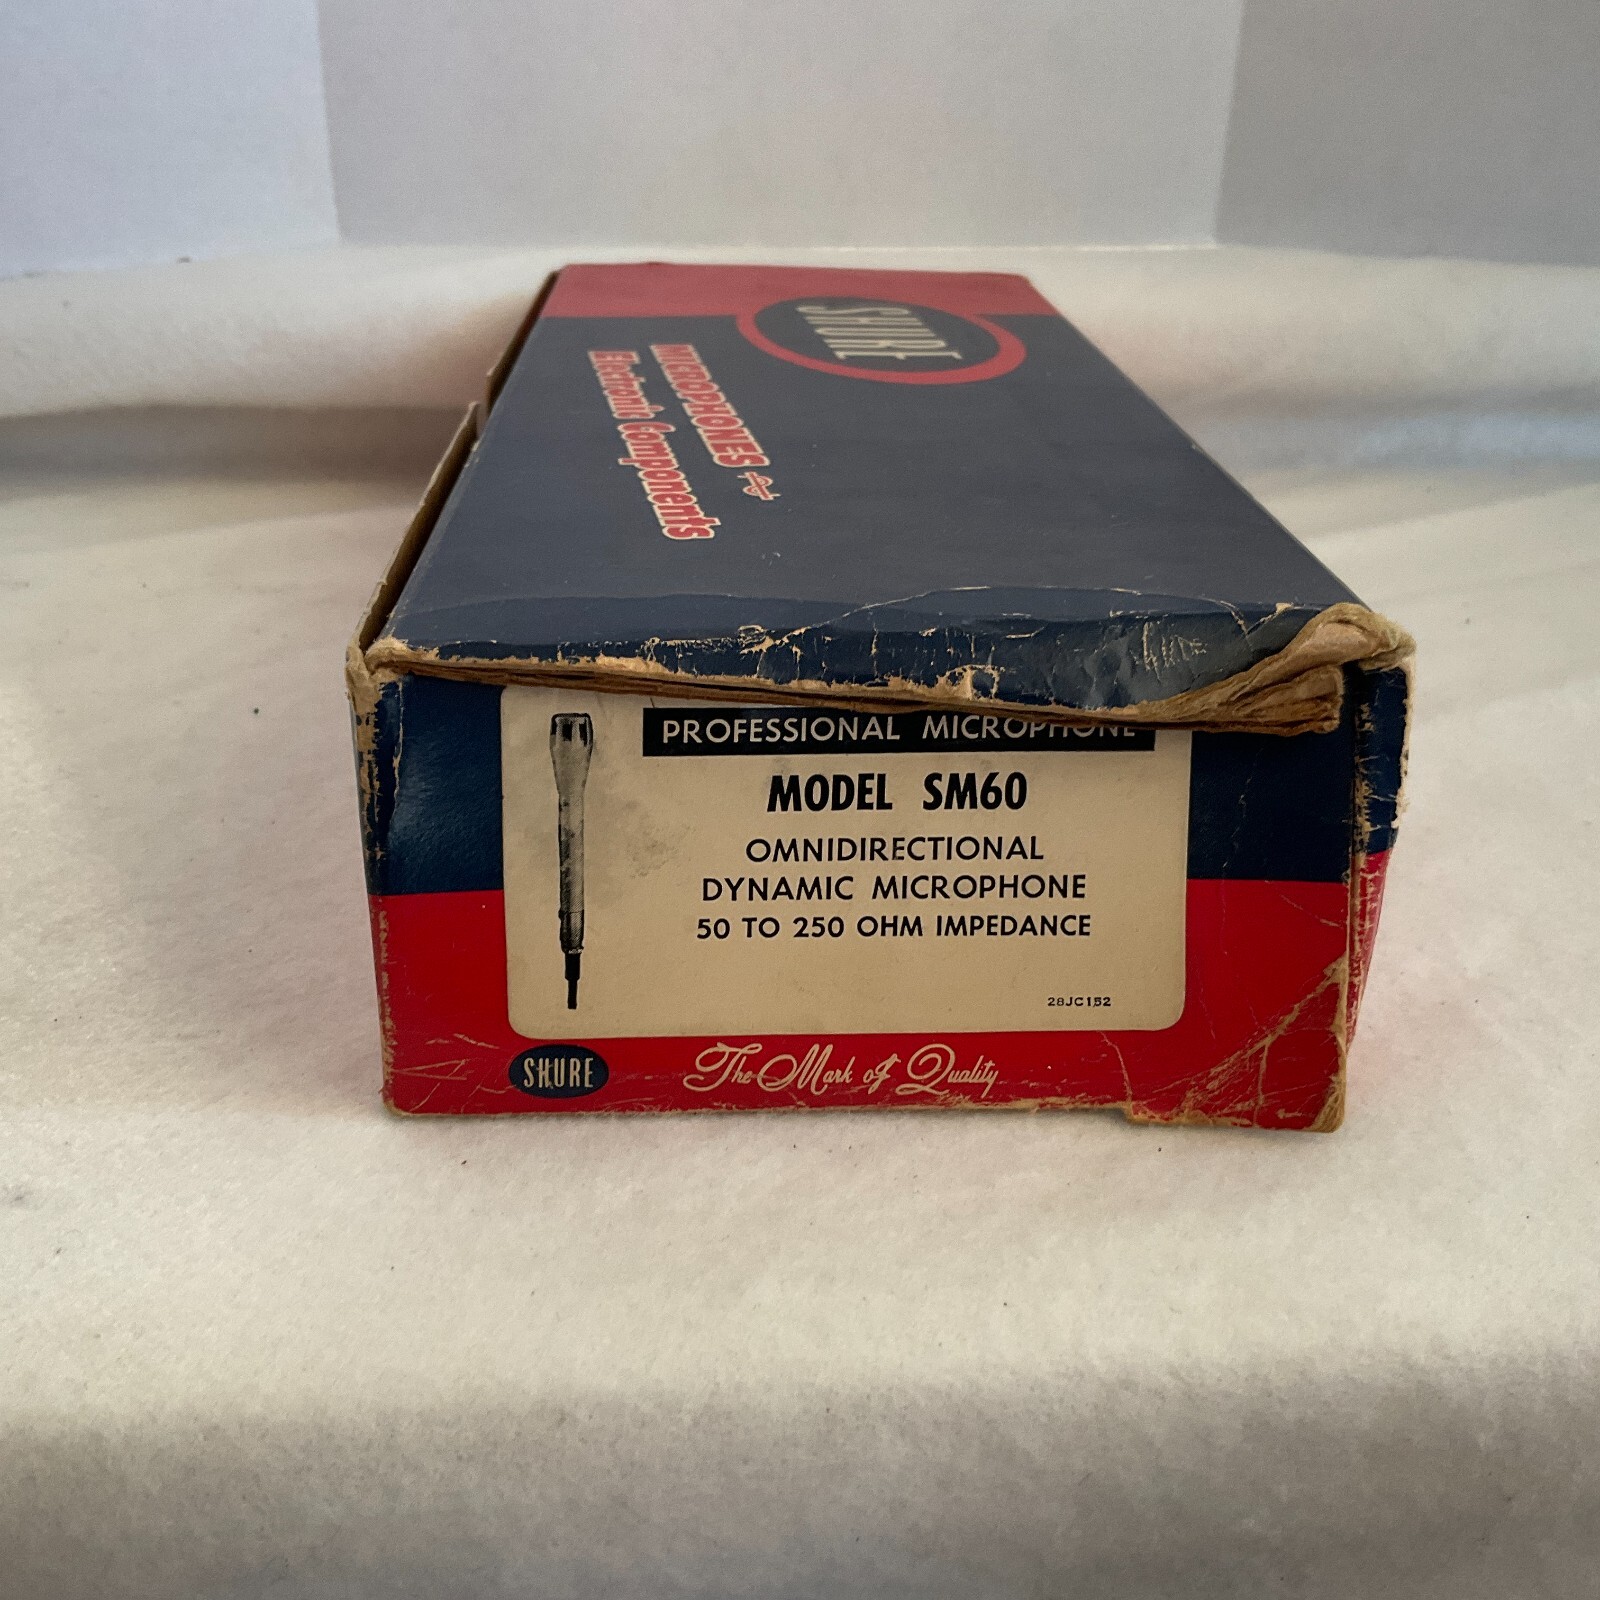 SHURE
MICROPHONES
Electronic Components
PROFESSIONAL MICROPHONE
MODEL SM60
OMNIDIRECTIONAL
DYNAMIC MICROPHONE
50 TO 250 OHM IMPEDANCE
28JC152
SHURE
The Mark of Quality